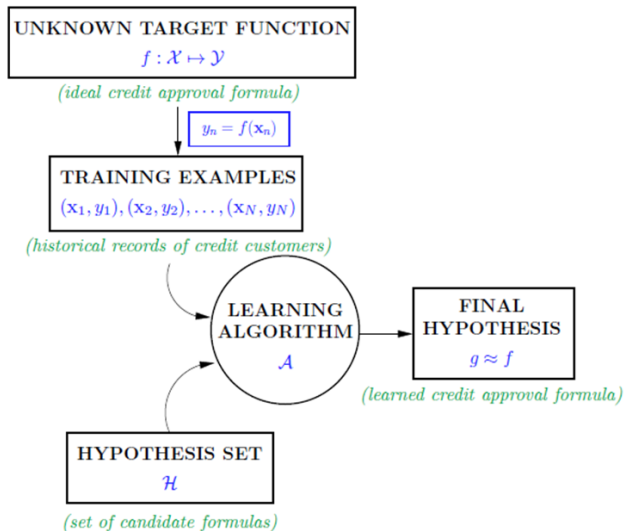 UNKNOWN TARGET FUNCTION
f : 𝒳 ↦ 𝒴
(ideal credit approval formula)
yₙ = f(𝐱ₙ)
TRAINING EXAMPLES
(𝐱₁, y₁), (𝐱₂, y₂), . . . , (𝐱_N, y_N)
(historical records of credit customers)
LEARNING
ALGORITHM
𝒜
FINAL
HYPOTHESIS
g ≈ f
(learned credit approval formula)
HYPOTHESIS SET
ℋ
(set of candidate formulas)